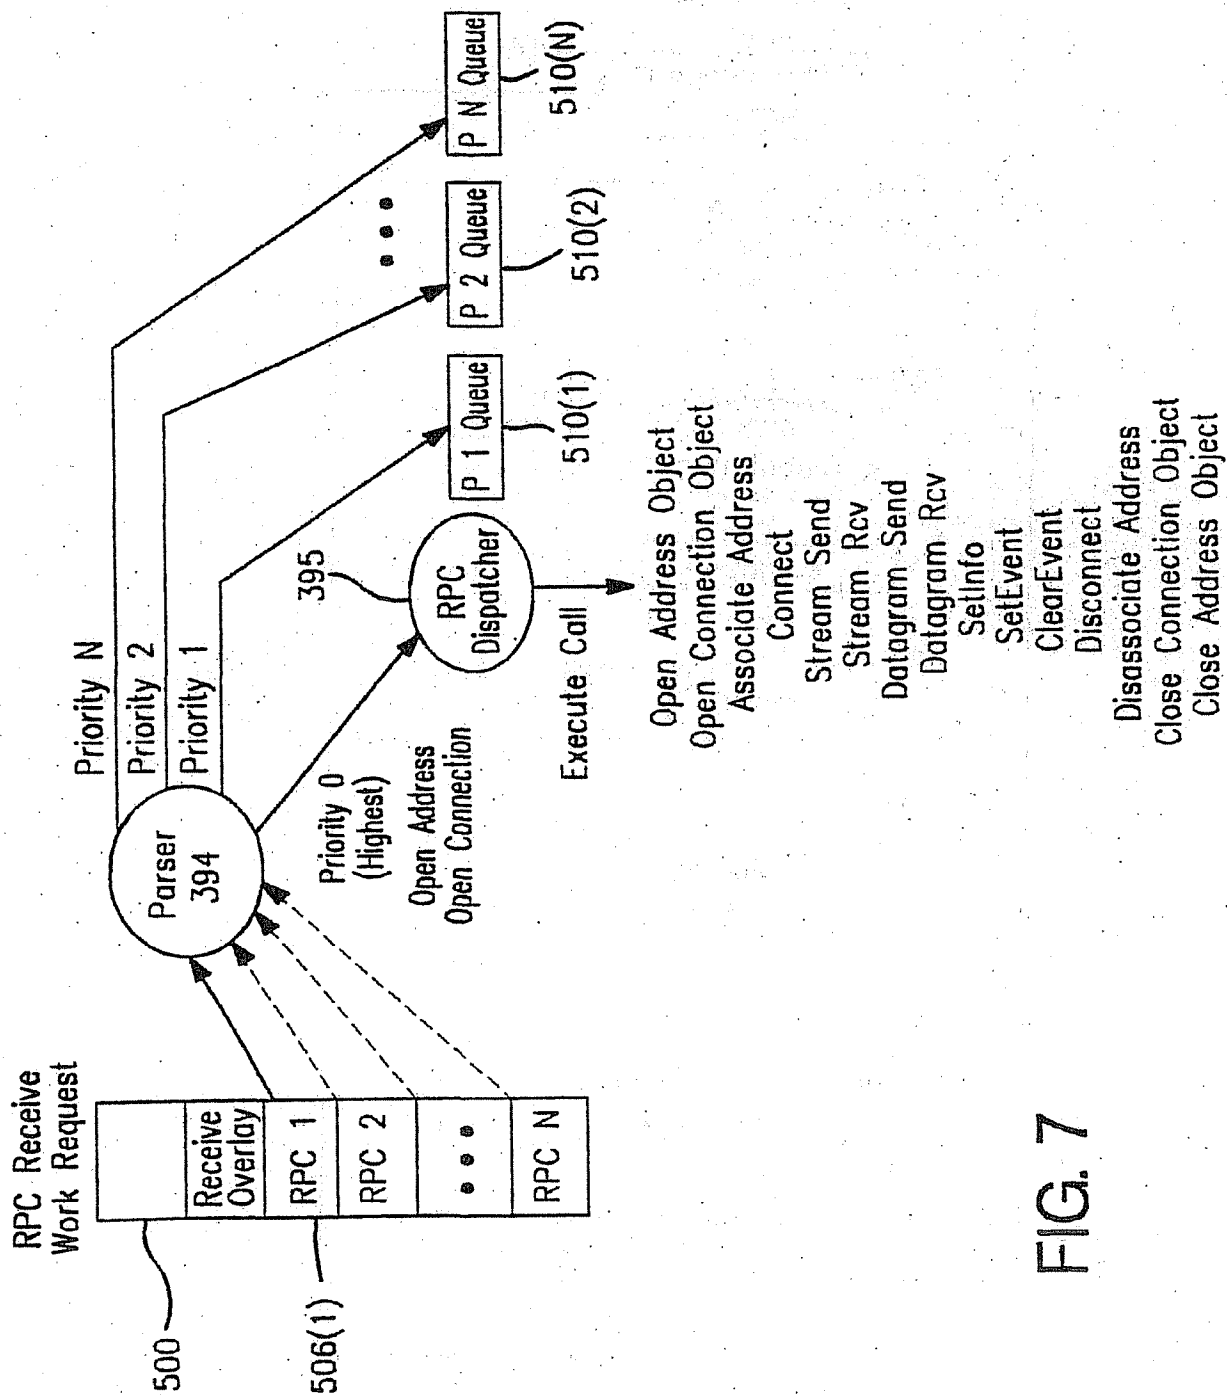 RPC Receive
Work Request
500
Receive
Overlay
506(1)
RPC 1
RPC 2
RPC N
Parser
394
Priority N
Priority 2
Priority 1
Priority 0
(Highest)
Open Address
Open Connection
395
RPC
Dispatcher
P 1 Queue
510(1)
P 2 Queue
510(2)
P N Queue
510(N)
Execute Call
Open Address Object
Open Connection Object
Associate Address
Connect
Stream Send
Stream Rcv
Datagram Send
Datagram Rcv
SetInfo
SetEvent
ClearEvent
Disconnect
Disassociate Address
Close Connection Object
Close Address Object
FIG. 7